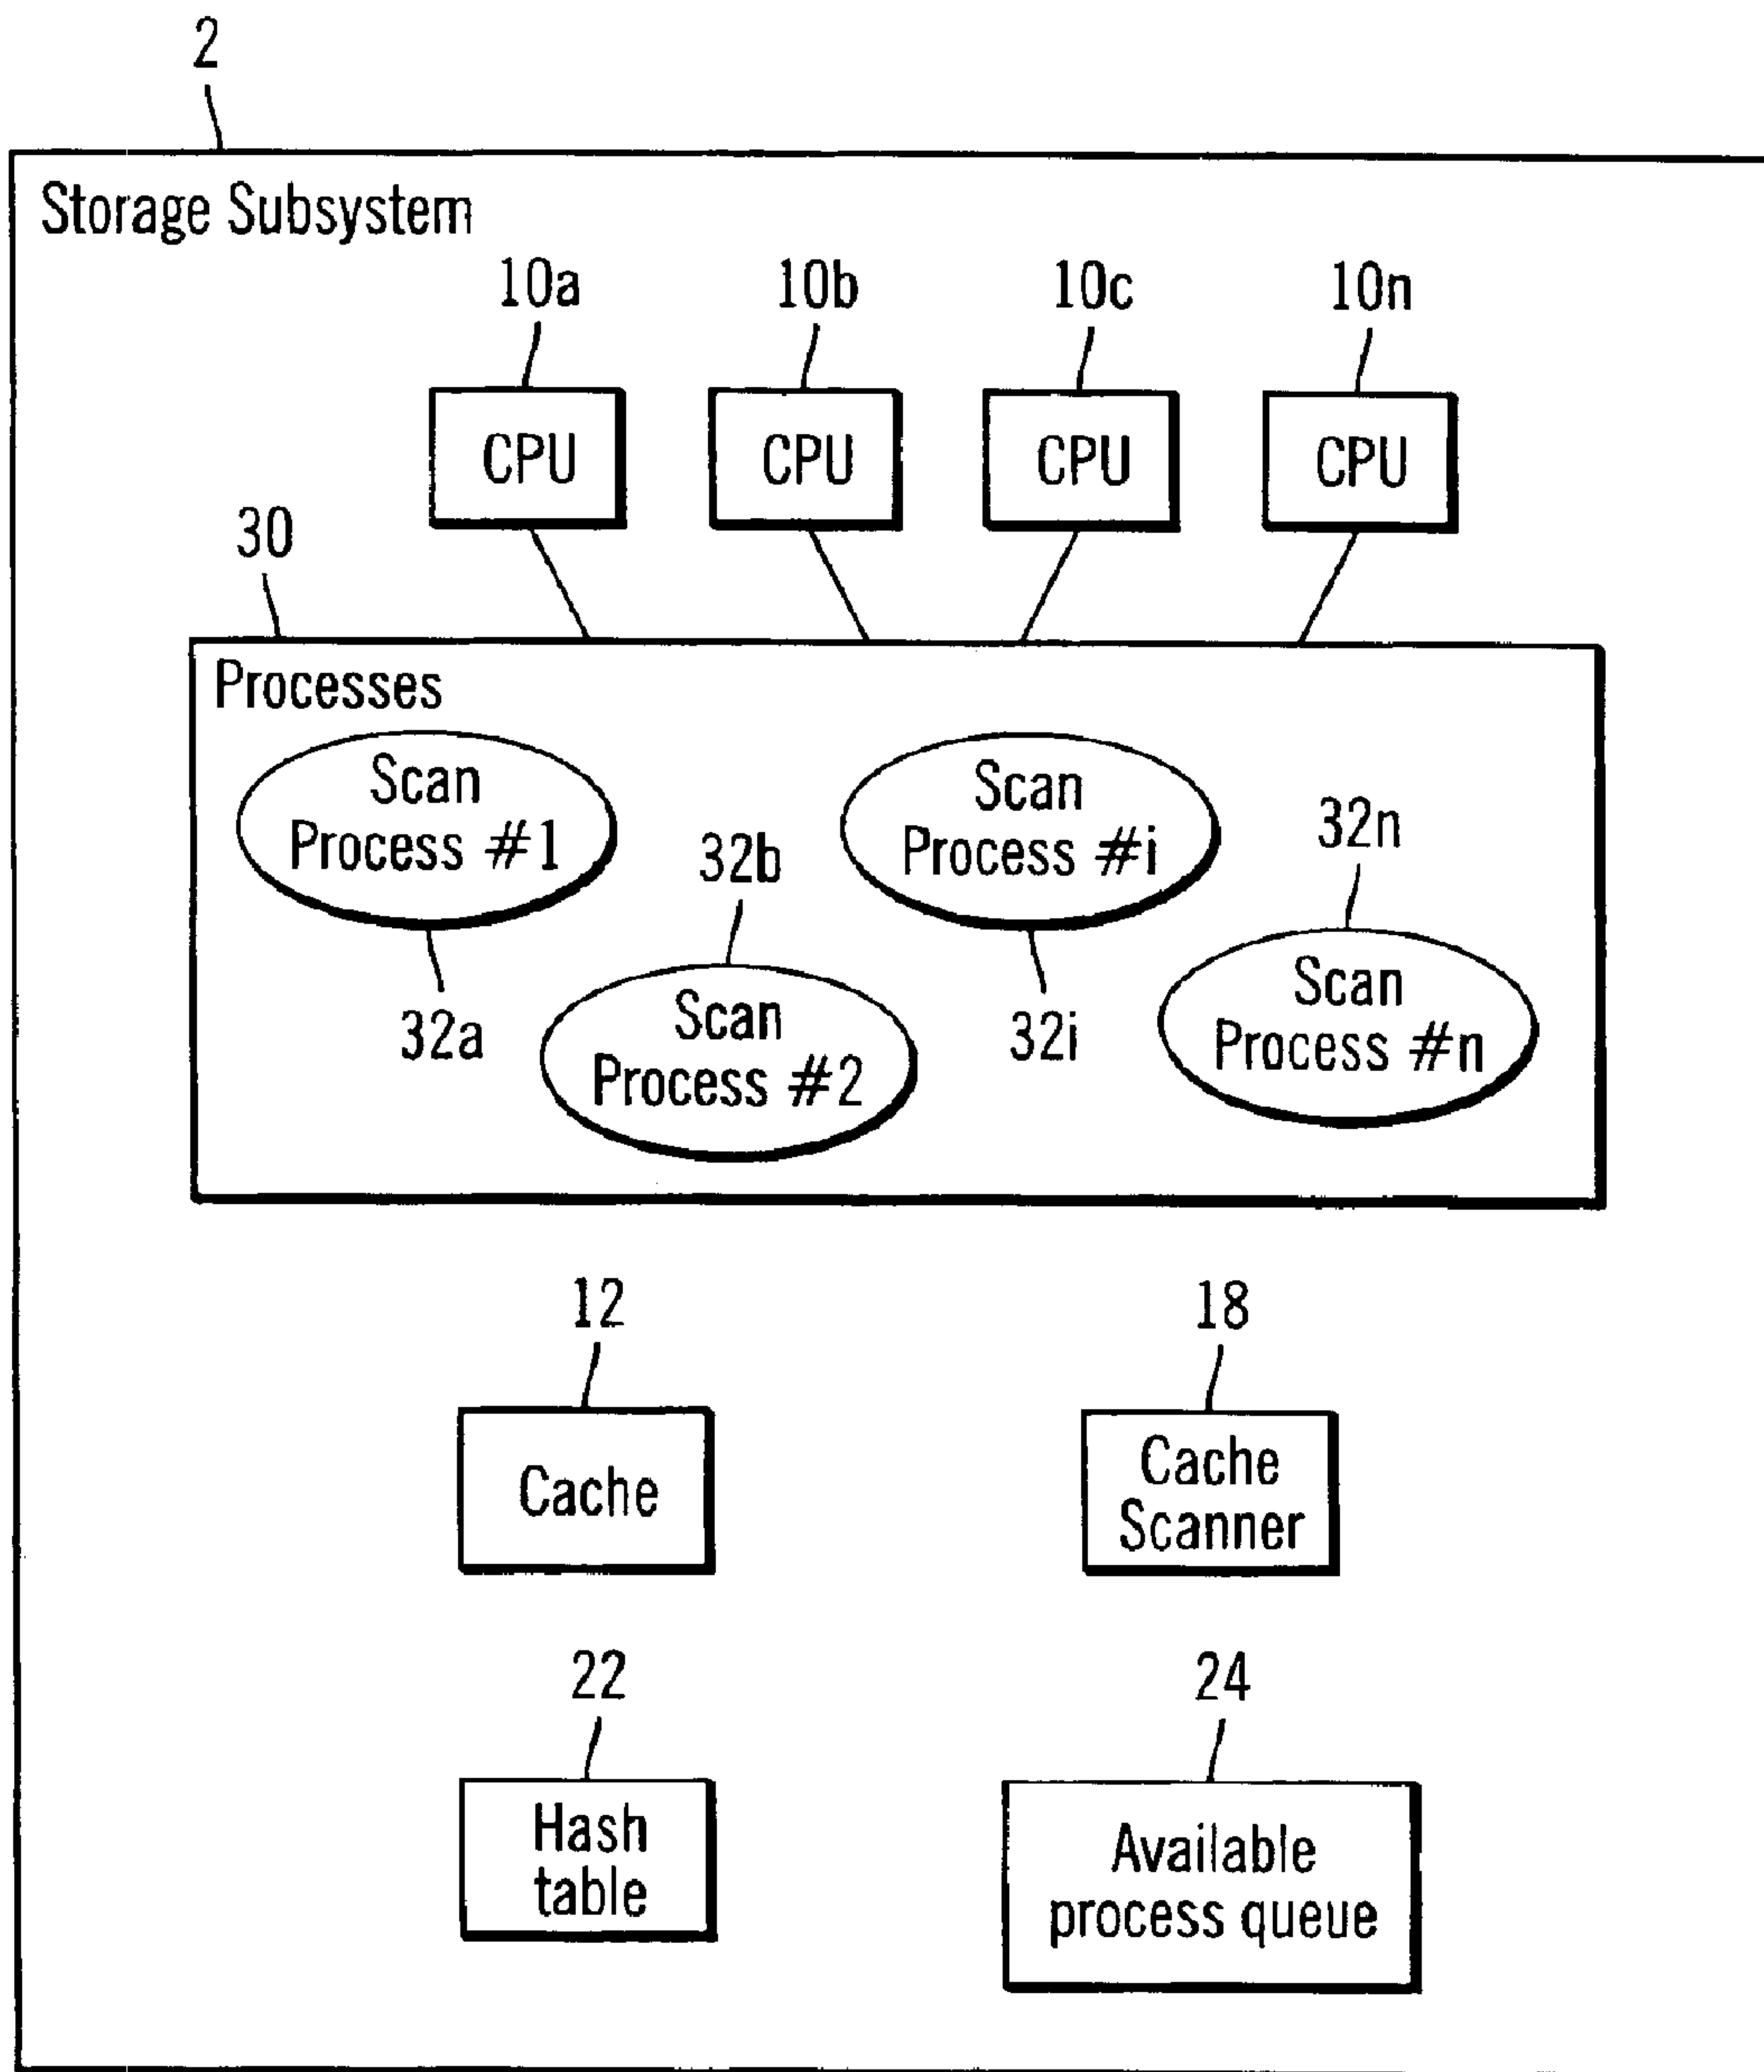 2
Storage Subsystem
10a 10b 10c 10n
CPU CPU CPU CPU
30
Processes
Scan
Process #1
32a
32b
Scan
Process #2
Scan
Process #i
32i
32n
Scan
Process #n
12
Cache
18
Cache
Scanner
22
Hash
table
24
Available
process queue